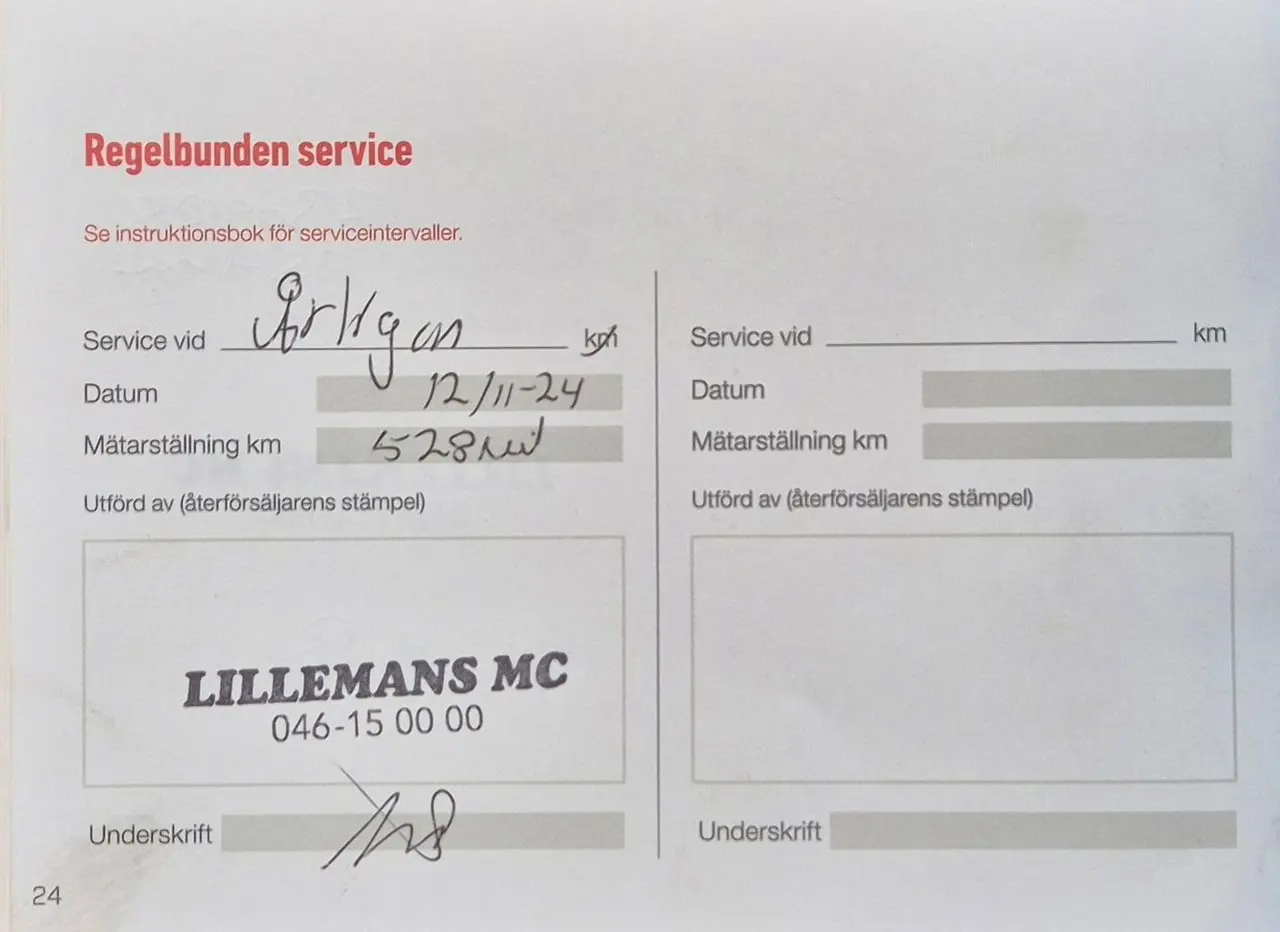 Regelbunden service
Se instruktionsbok för serviceintervaller.
Service vid Årligen km
Datum 12/11-24
Mätarställning km 528 mil
Utförd av (återförsäljarens stämpel)
LILLEMANS MC
046-15 00 00
Underskrift
Service vid km
Datum
Mätarställning km
Utförd av (återförsäljarens stämpel)
Underskrift
24